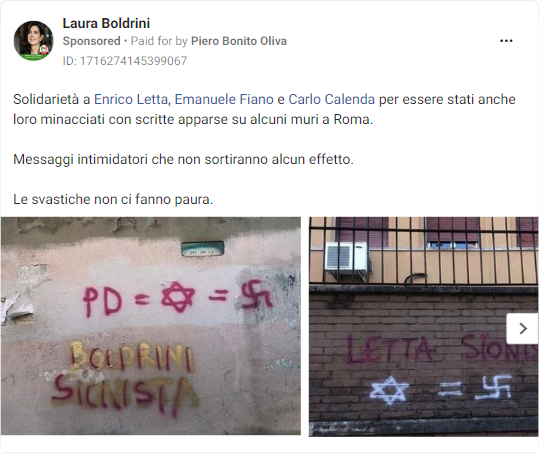 Laura Boldrini
Sponsored • Paid for by Piero Bonito Oliva
ID: 1716274145399067
Solidarietà a Enrico Letta, Emanuele Fiano e Carlo Calenda per essere stati anche
loro minacciati con scritte apparse su alcuni muri a Roma.
Messaggi intimidatori che non sortiranno alcun effetto.
Le svastiche non ci fanno paura.
PD = ✡ = 卐
BOLDRINI
SIONISTA
LETTA SIONIS
✡ = 卐